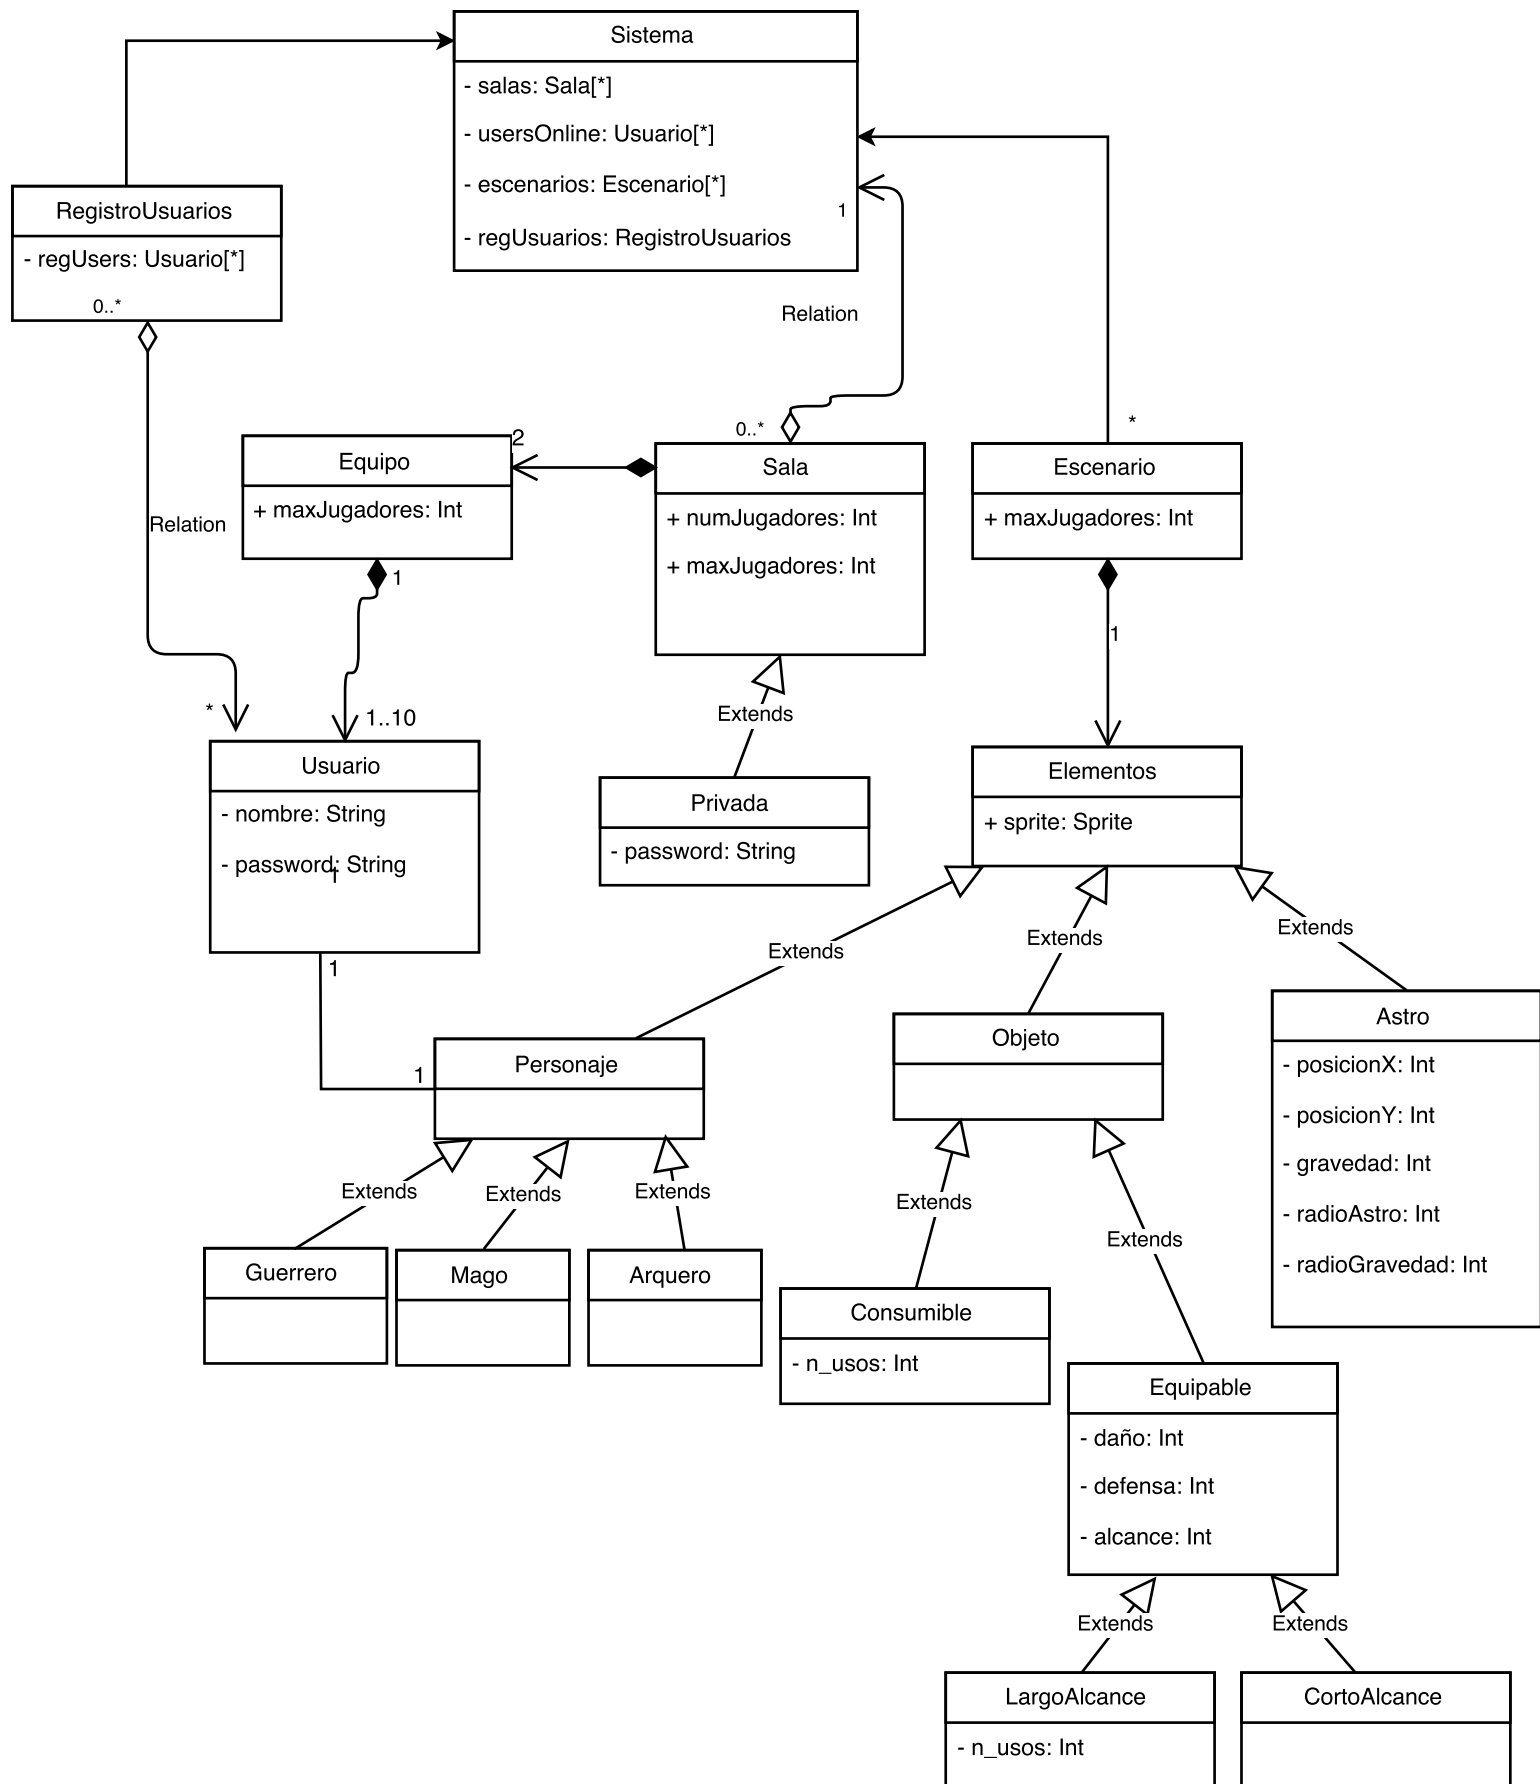 Sistema
- salas: Sala[*]
- usersOnline: Usuario[*]
- escenarios: Escenario[*]
1
- regUsuarios: RegistroUsuarios
RegistroUsuarios
- regUsers: Usuario[*]
0..*
Relation
Relation
*
2
Equipo
+ maxJugadores: Int
1
0..*
Sala
+ numJugadores: Int
+ maxJugadores: Int
*
Escenario
+ maxJugadores: Int
1
*
1..10
Usuario
- nombre: String
- password: String
1
1
Extends
Privada
- password: String
Elementos
+ sprite: Sprite
Extends
Extends
Extends
1
Personaje
Objeto
Astro
- posicionX: Int
- posicionY: Int
- gravedad: Int
- radioAstro: Int
- radioGravedad: Int
Extends
Extends
Extends
Extends
Extends
Guerrero
Mago
Arquero
Consumible
- n_usos: Int
Equipable
- daño: Int
- defensa: Int
- alcance: Int
Extends
Extends
LargoAlcance
- n_usos: Int
CortoAlcance